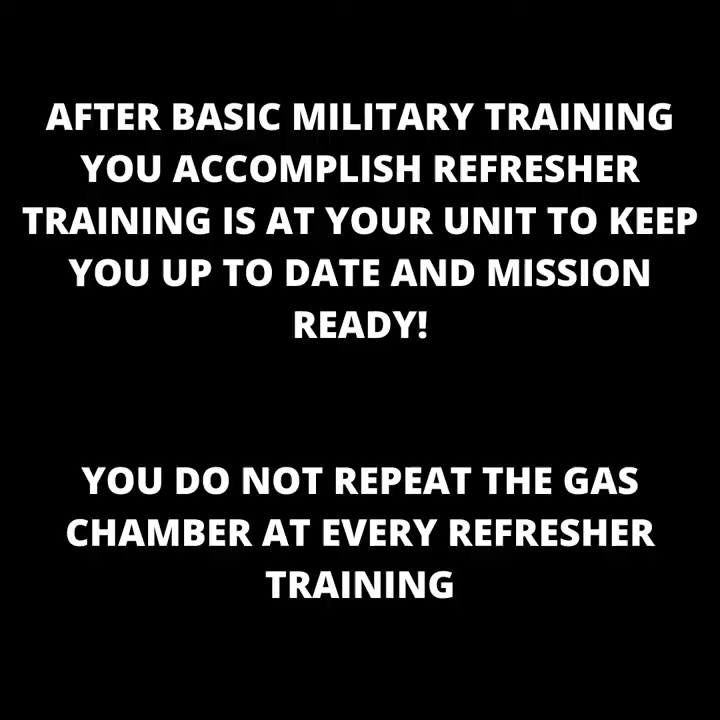 AFTER BASIC MILITARY TRAINING
YOU ACCOMPLISH REFRESHER
TRAINING IS AT YOUR UNIT TO KEEP
YOU UP TO DATE AND MISSION
READY!
YOU DO NOT REPEAT THE GAS
CHAMBER AT EVERY REFRESHER
TRAINING